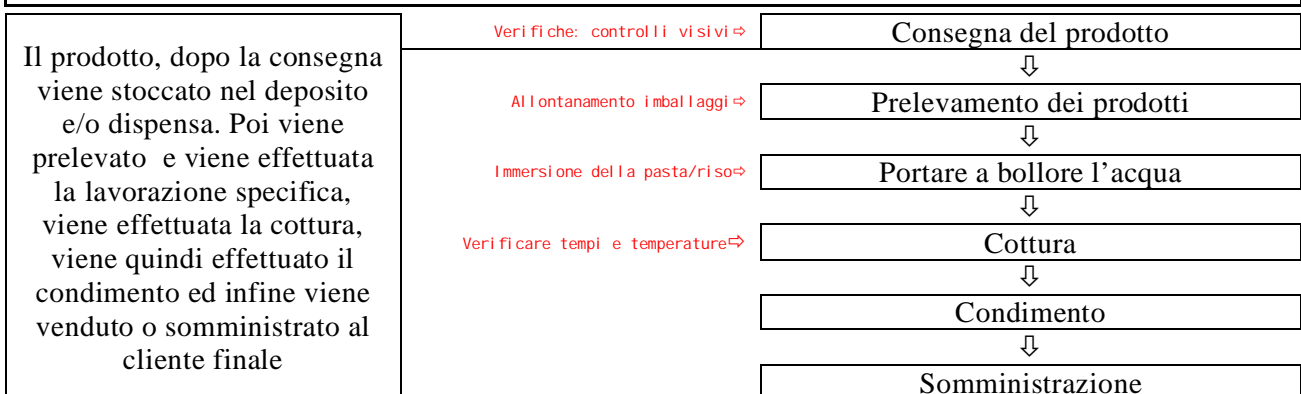 Il prodotto, dopo la consegna
viene stoccato nel deposito
e/o dispensa. Poi viene
prelevato e viene effettuata
la lavorazione specifica,
viene effettuata la cottura,
viene quindi effettuato il
condimento ed infine viene
venduto o somministrato al
cliente finale
Verifiche: controlli visivi⇨
Consegna del prodotto
⇩
Allontanamento imballaggi⇨
Prelevamento dei prodotti
⇩
Immersione della pasta/riso⇨
Portare a bollore l’acqua
⇩
Verificare tempi e temperature⇨
Cottura
⇩
Condimento
⇩
Somministrazione